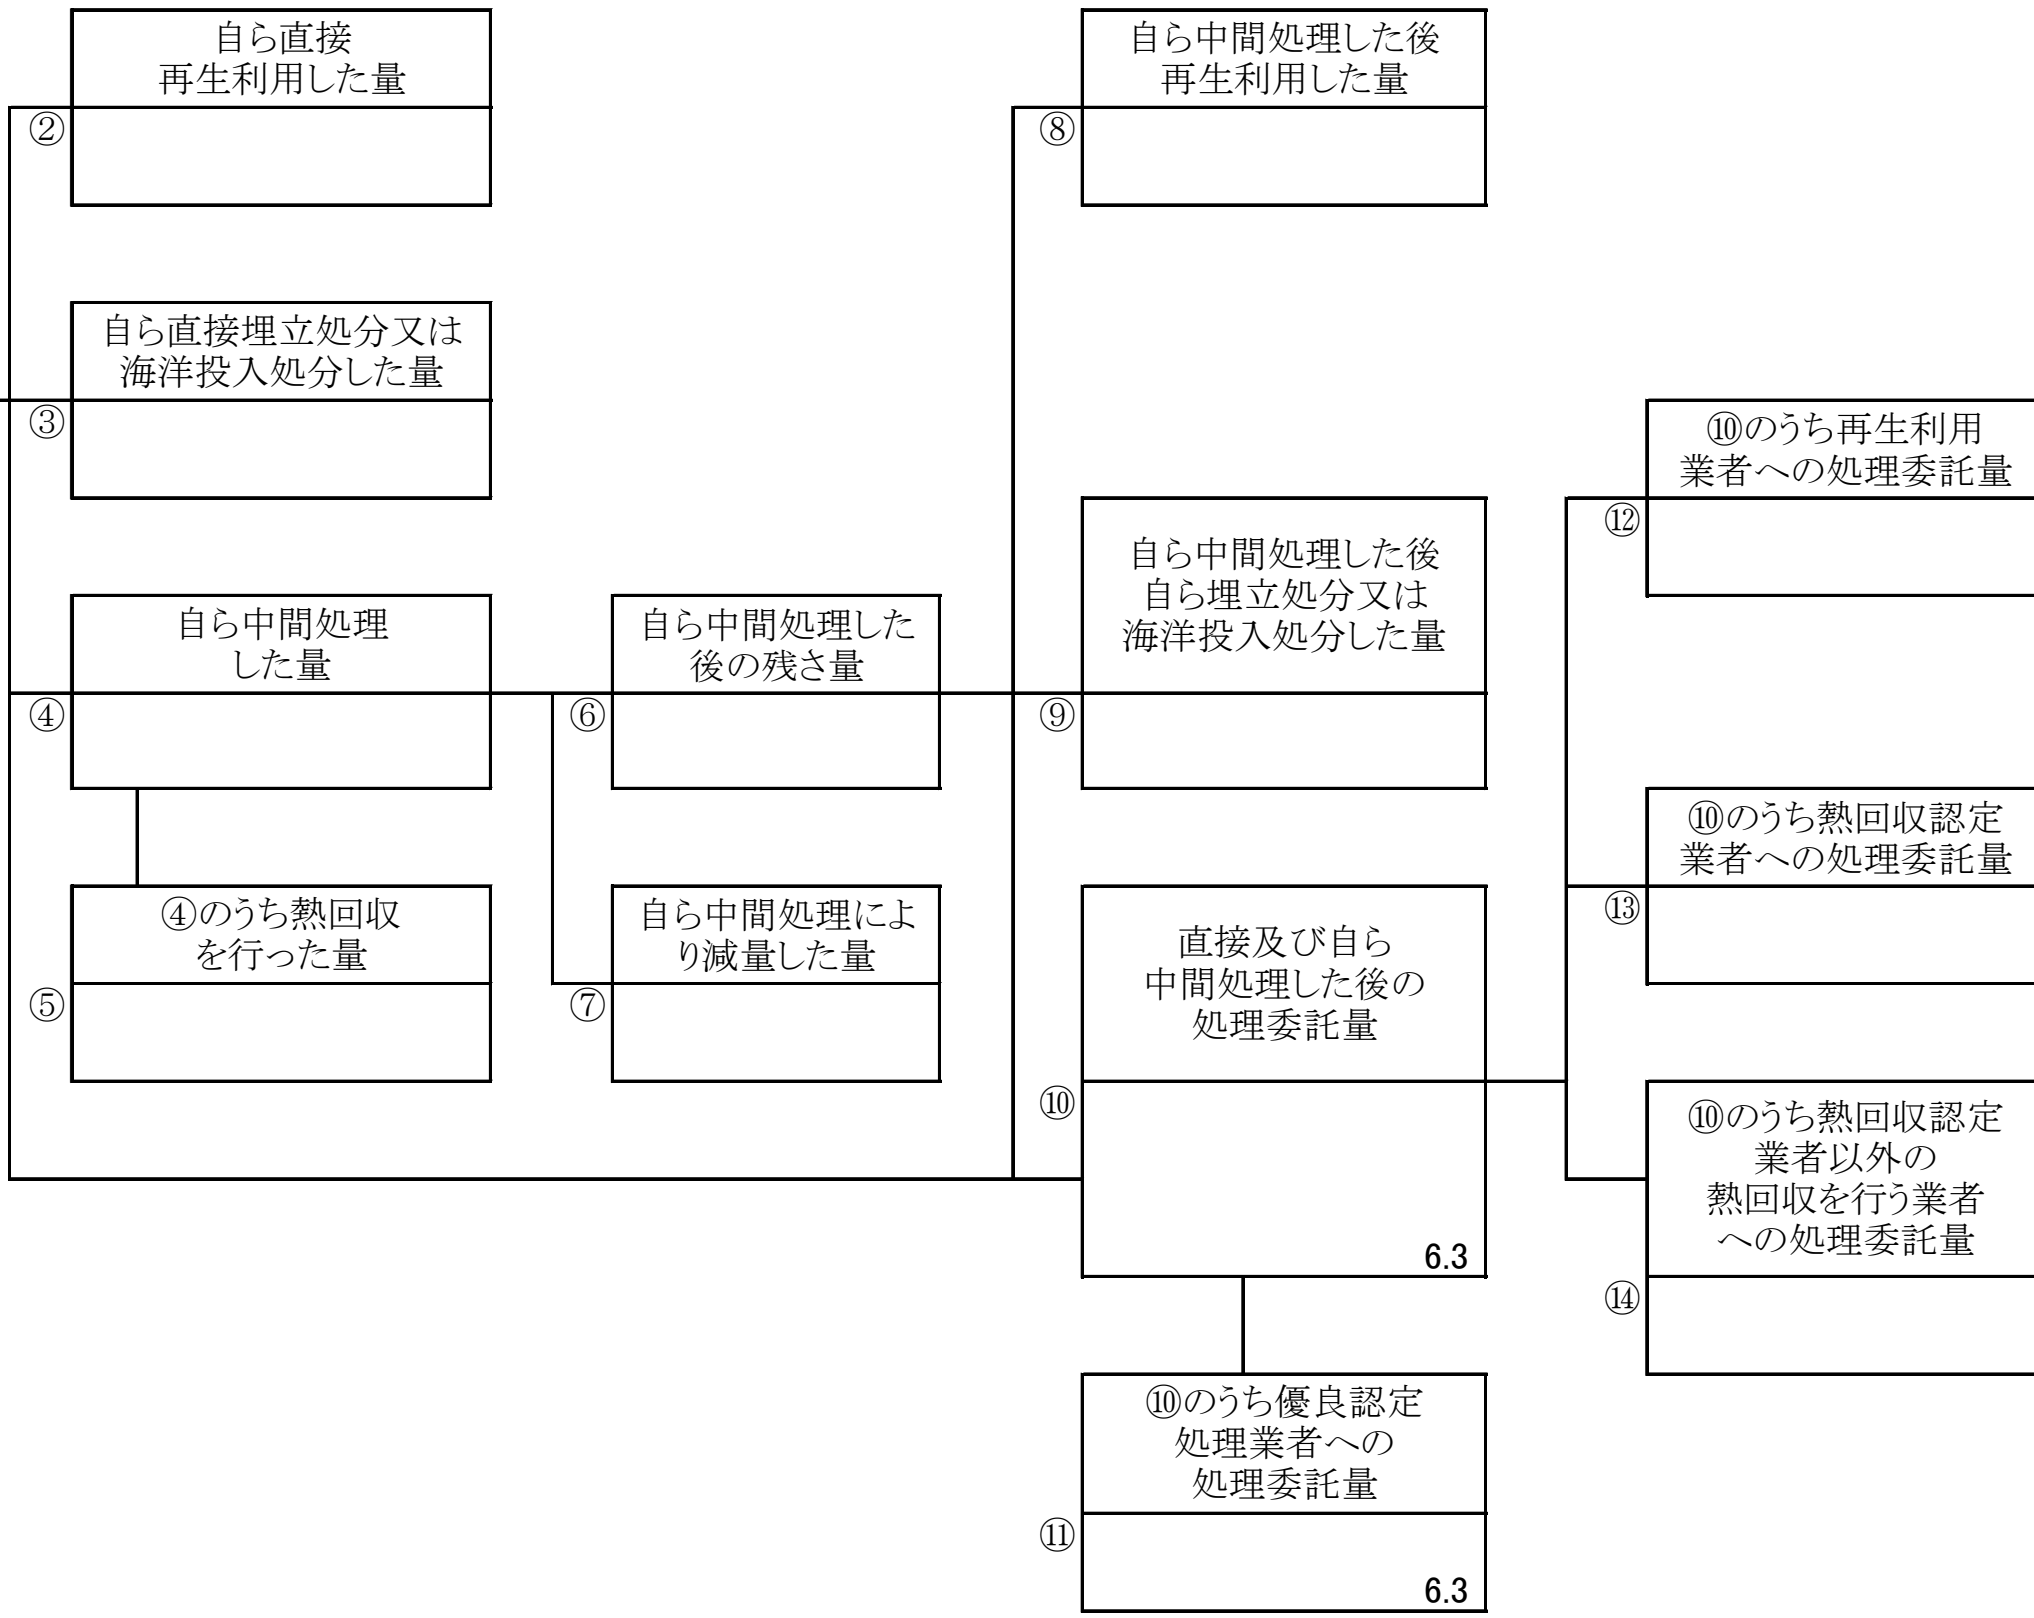 自ら直接
再生利用した量
②
自ら中間処理した後
再生利用した量
⑧
自ら直接埋立処分又は
海洋投入処分した量
③
⑩のうち再生利用
業者への処理委託量
⑫
自ら中間処理した後
自ら埋立処分又は
海洋投入処分した量
⑨
自ら中間処理
した量
④
自ら中間処理した
後の残さ量
⑥
⑩のうち熱回収認定
業者への処理委託量
⑬
④のうち熱回収
を行った量
⑤
自ら中間処理によ
り減量した量
⑦
直接及び自ら
中間処理した後の
処理委託量
⑩
6.3
⑩のうち熱回収認定
業者以外の
熱回収を行う業者
への処理委託量
⑭
⑩のうち優良認定
処理業者への
処理委託量
⑪
6.3